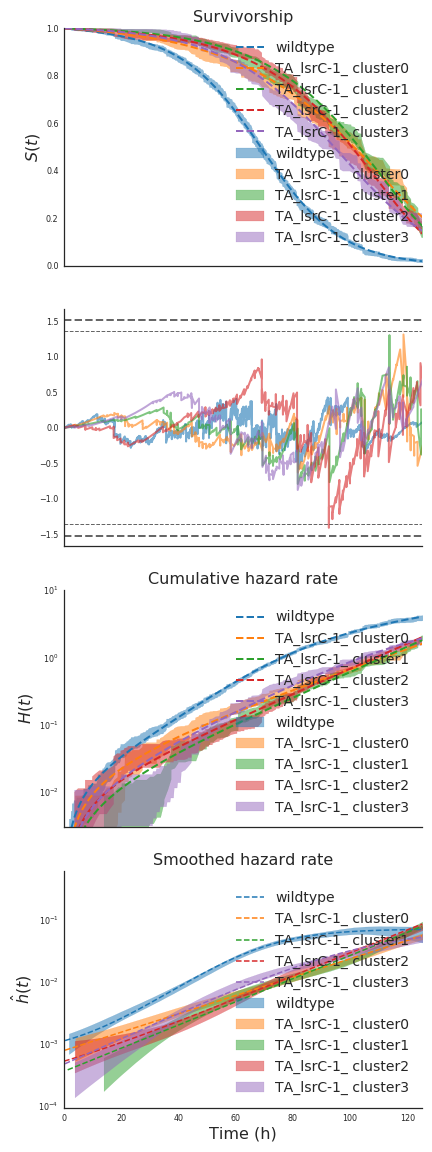 Survivorship
1.0
0.8
0.6
0.4
0.2
0.0
S(t)
wildtype
TA_lsrC-1_ cluster0
TA_lsrC-1_ cluster1
TA_lsrC-1_ cluster2
TA_lsrC-1_ cluster3
wildtype
TA_lsrC-1_ cluster0
TA_lsrC-1_ cluster1
TA_lsrC-1_ cluster2
TA_lsrC-1_ cluster3
1.5
1.0
0.5
0.0
−0.5
−1.0
−1.5
Cumulative hazard rate
10¹
10⁰
10⁻¹
10⁻²
H(t)
wildtype
TA_lsrC-1_ cluster0
TA_lsrC-1_ cluster1
TA_lsrC-1_ cluster2
TA_lsrC-1_ cluster3
wildtype
TA_lsrC-1_ cluster0
TA_lsrC-1_ cluster1
TA_lsrC-1_ cluster2
TA_lsrC-1_ cluster3
Smoothed hazard rate
10⁻¹
10⁻²
10⁻³
10⁻⁴
ĥ(t)
wildtype
TA_lsrC-1_ cluster0
TA_lsrC-1_ cluster1
TA_lsrC-1_ cluster2
TA_lsrC-1_ cluster3
wildtype
TA_lsrC-1_ cluster0
TA_lsrC-1_ cluster1
TA_lsrC-1_ cluster2
TA_lsrC-1_ cluster3
0 20 40 60 80 100 120
Time (h)